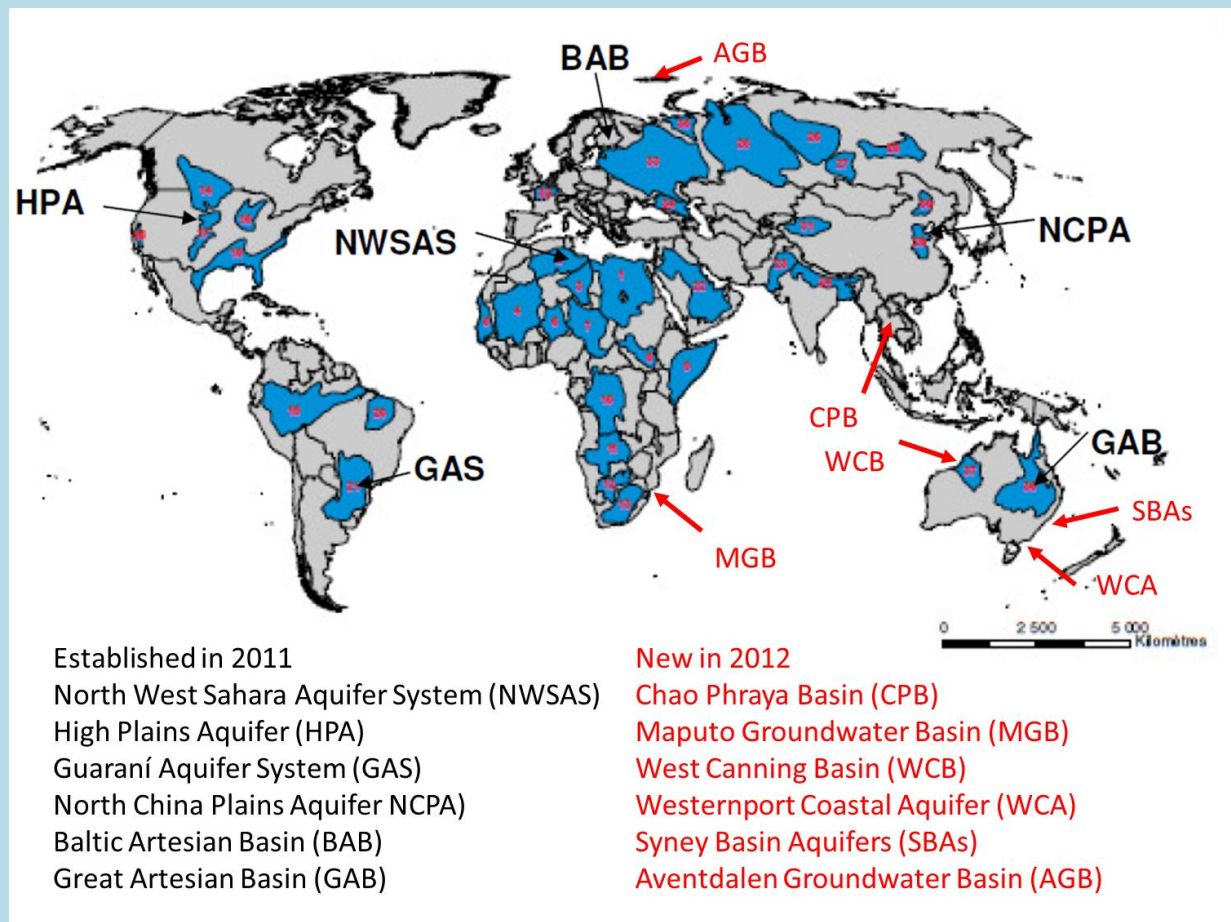 BAB
AGB
HPA
NWSAS
NCPA
CPB
WCB
GAB
GAS
SBAs
MGB
WCA
0 2 500 5 000
Kilomètres
Established in 2011
North West Sahara Aquifer System (NWSAS)
High Plains Aquifer (HPA)
Guaraní Aquifer System (GAS)
North China Plains Aquifer NCPA)
Baltic Artesian Basin (BAB)
Great Artesian Basin (GAB)
New in 2012
Chao Phraya Basin (CPB)
Maputo Groundwater Basin (MGB)
West Canning Basin (WCB)
Westernport Coastal Aquifer (WCA)
Syney Basin Aquifers (SBAs)
Aventdalen Groundwater Basin (AGB)